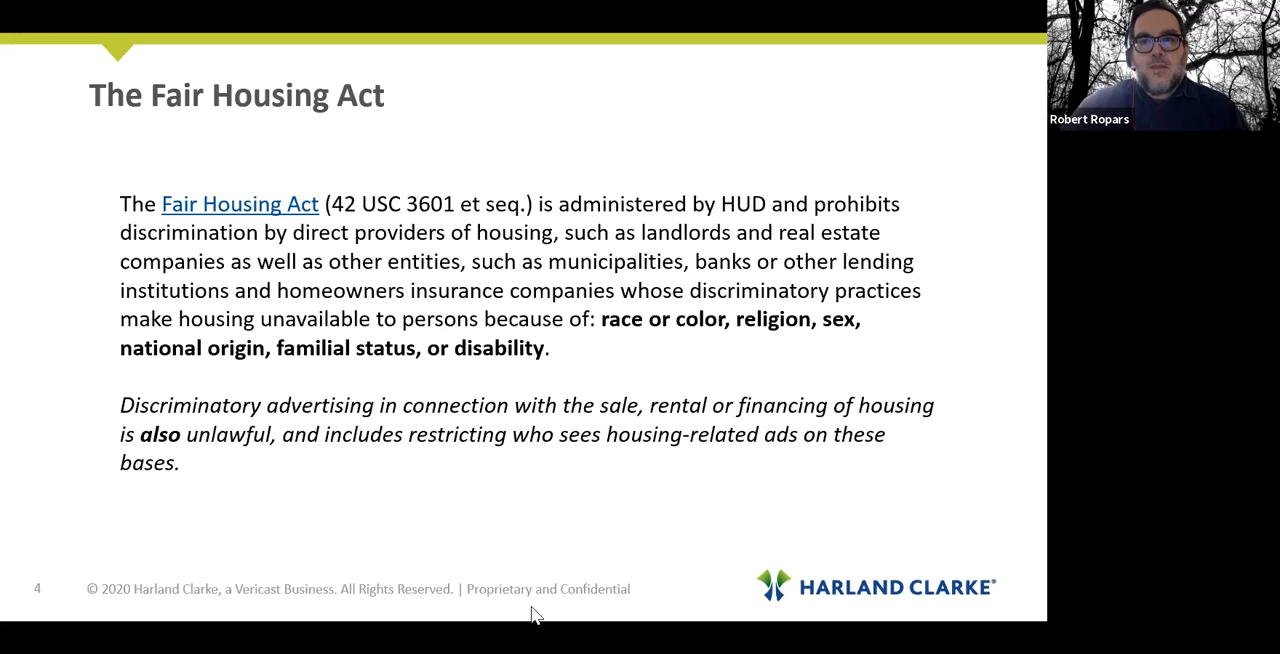 The Fair Housing Act
The Fair Housing Act (42 USC 3601 et seq.) is administered by HUD and prohibits
discrimination by direct providers of housing, such as landlords and real estate
companies as well as other entities, such as municipalities, banks or other lending
institutions and homeowners insurance companies whose discriminatory practices
make housing unavailable to persons because of: race or color, religion, sex,
national origin, familial status, or disability.
Discriminatory advertising in connection with the sale, rental or financing of housing
is also unlawful, and includes restricting who sees housing-related ads on these
bases.
4 © 2020 Harland Clarke, a Vericast Business. All Rights Reserved. | Proprietary and Confidential
HARLAND CLARKE®
Robert Ropars